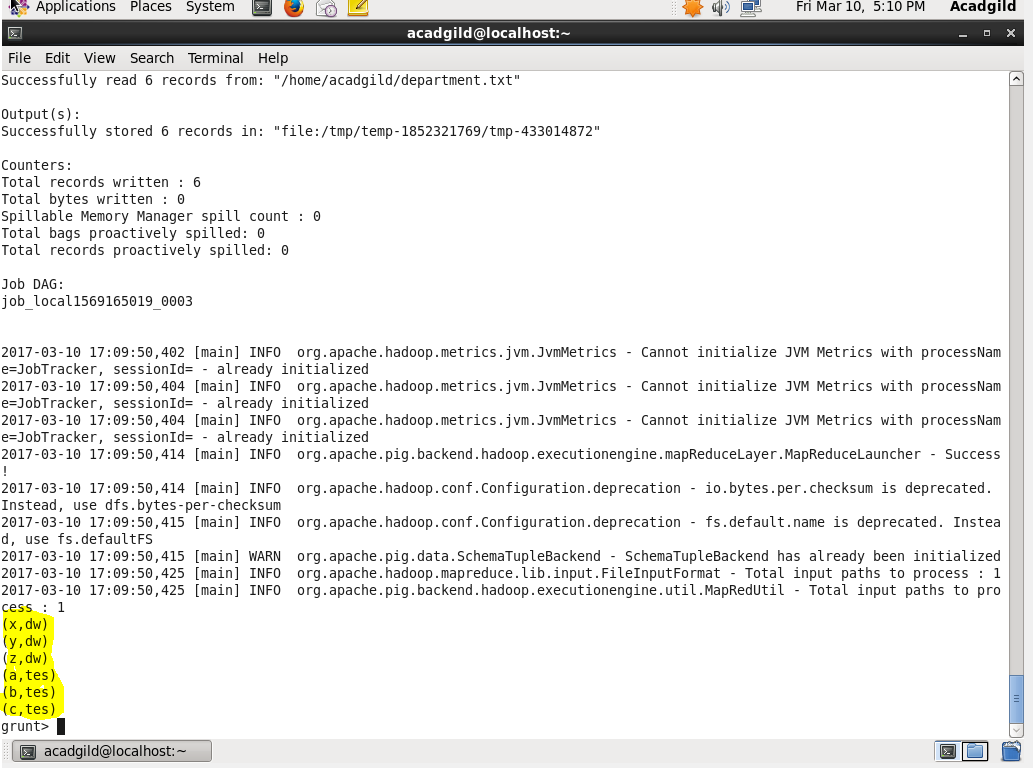 Applications Places System Fri Mar 10, 5:10 PM Acadgild
acadgild@localhost:~
File Edit View Search Terminal Help
Successfully read 6 records from: "/home/acadgild/department.txt"
Output(s):
Successfully stored 6 records in: "file:/tmp/temp-1852321769/tmp-433014872"
Counters:
Total records written : 6
Total bytes written : 0
Spillable Memory Manager spill count : 0
Total bags proactively spilled: 0
Total records proactively spilled: 0
Job DAG:
job_local1569165019_0003
2017-03-10 17:09:50,402 [main] INFO  org.apache.hadoop.metrics.jvm.JvmMetrics - Cannot initialize JVM Metrics with processNam
e=JobTracker, sessionId= - already initialized
2017-03-10 17:09:50,404 [main] INFO  org.apache.hadoop.metrics.jvm.JvmMetrics - Cannot initialize JVM Metrics with processNam
e=JobTracker, sessionId= - already initialized
2017-03-10 17:09:50,404 [main] INFO  org.apache.hadoop.metrics.jvm.JvmMetrics - Cannot initialize JVM Metrics with processNam
e=JobTracker, sessionId= - already initialized
2017-03-10 17:09:50,414 [main] INFO  org.apache.pig.backend.hadoop.executionengine.mapReduceLayer.MapReduceLauncher - Success
!
2017-03-10 17:09:50,414 [main] INFO  org.apache.hadoop.conf.Configuration.deprecation - io.bytes.per.checksum is deprecated.
Instead, use dfs.bytes-per-checksum
2017-03-10 17:09:50,415 [main] INFO  org.apache.hadoop.conf.Configuration.deprecation - fs.default.name is deprecated. Instea
d, use fs.defaultFS
2017-03-10 17:09:50,415 [main] WARN  org.apache.pig.data.SchemaTupleBackend - SchemaTupleBackend has already been initialized
2017-03-10 17:09:50,425 [main] INFO  org.apache.hadoop.mapreduce.lib.input.FileInputFormat - Total input paths to process : 1
2017-03-10 17:09:50,425 [main] INFO  org.apache.pig.backend.hadoop.executionengine.util.MapRedUtil - Total input paths to pro
cess : 1
(x,dw)
(y,dw)
(z,dw)
(a,tes)
(b,tes)
(c,tes)
grunt>
acadgild@localhost:~